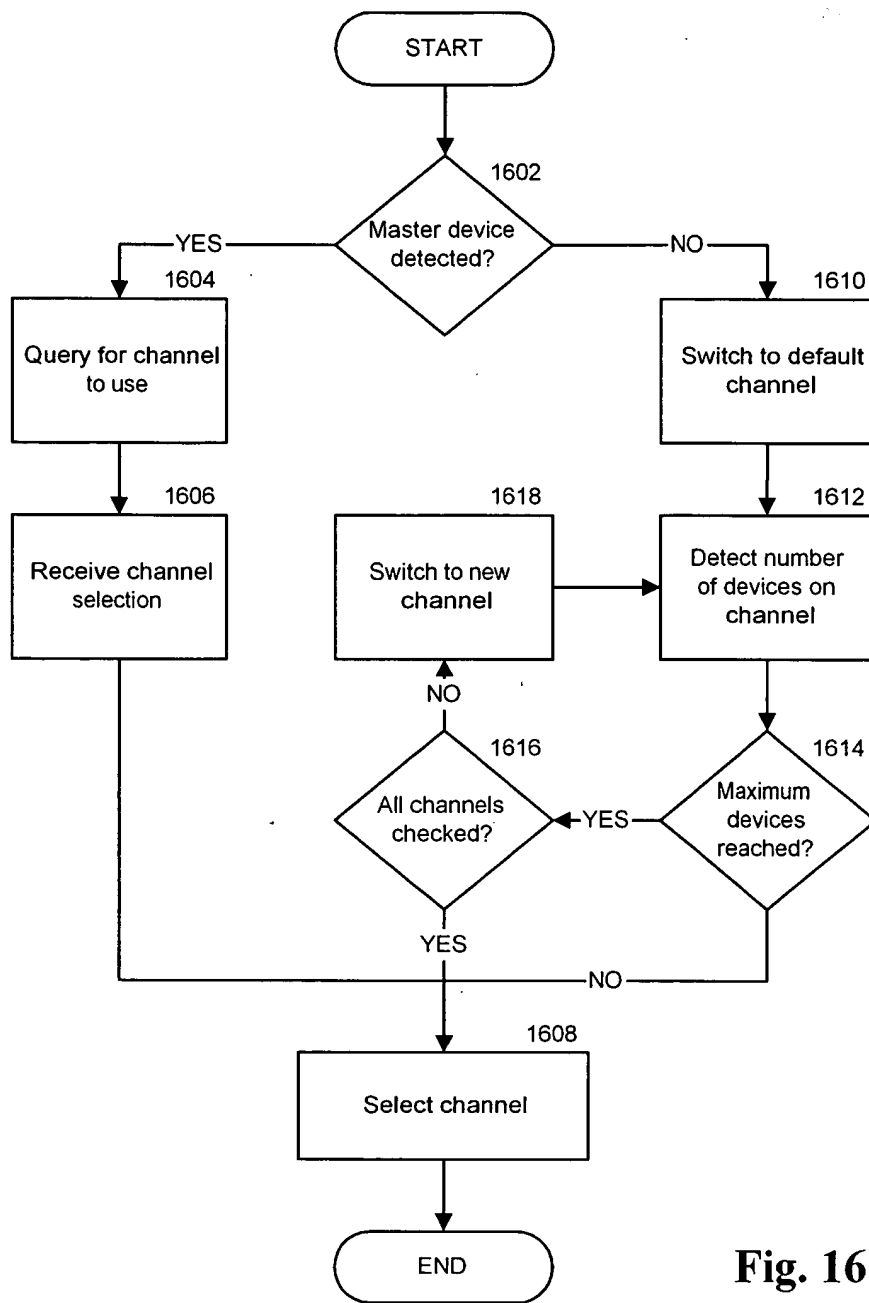 START
1602
Master device
detected?
YES
NO
1604
Query for channel
to use
1610
Switch to default
channel
1606
Receive channel
selection
1618
Switch to new
channel
1612
Detect number
of devices on
channel
NO
1616
All channels
checked?
YES
1614
Maximum
devices
reached?
YES
NO
1608
Select channel
END
Fig. 16